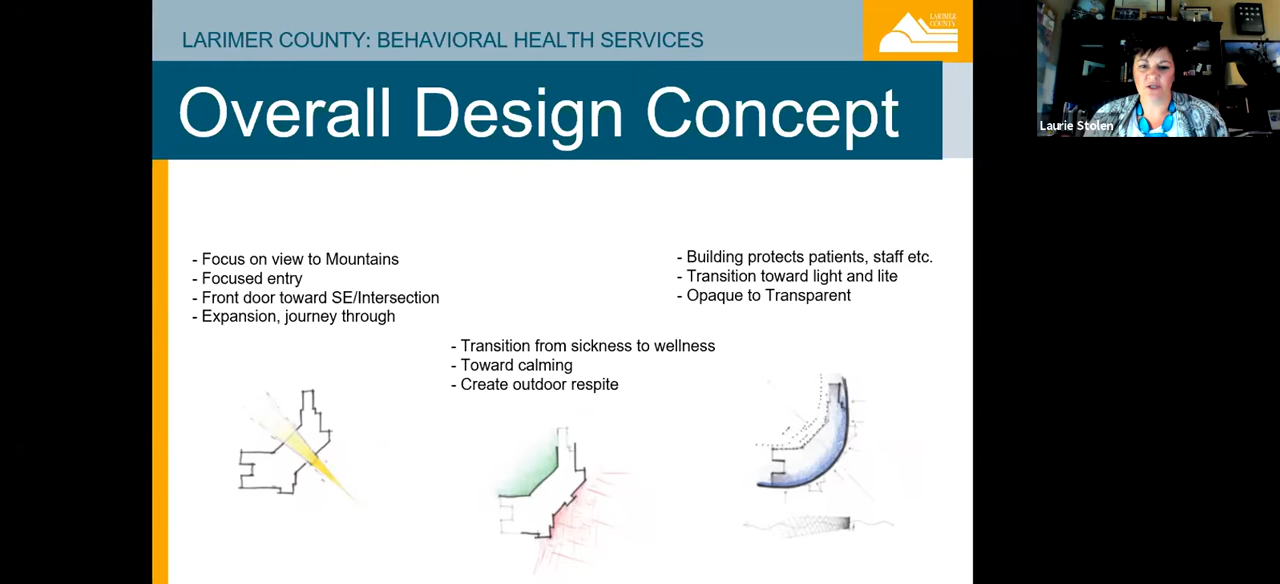 LARIMER COUNTY: BEHAVIORAL HEALTH SERVICES
LARIMER
COUNTY
Overall Design Concept
Laurie Stolen
- Focus on view to Mountains
- Focused entry
- Front door toward SE/Intersection
- Expansion, journey through
- Building protects patients, staff etc.
- Transition toward light and lite
- Opaque to Transparent
- Transition from sickness to wellness
- Toward calming
- Create outdoor respite